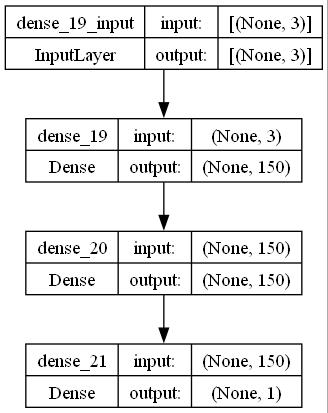 dense_19_input input: [(None, 3)]
InputLayer output: [(None, 3)]
dense_19 input: (None, 3)
Dense output: (None, 150)
dense_20 input: (None, 150)
Dense output: (None, 150)
dense_21 input: (None, 150)
Dense output: (None, 1)